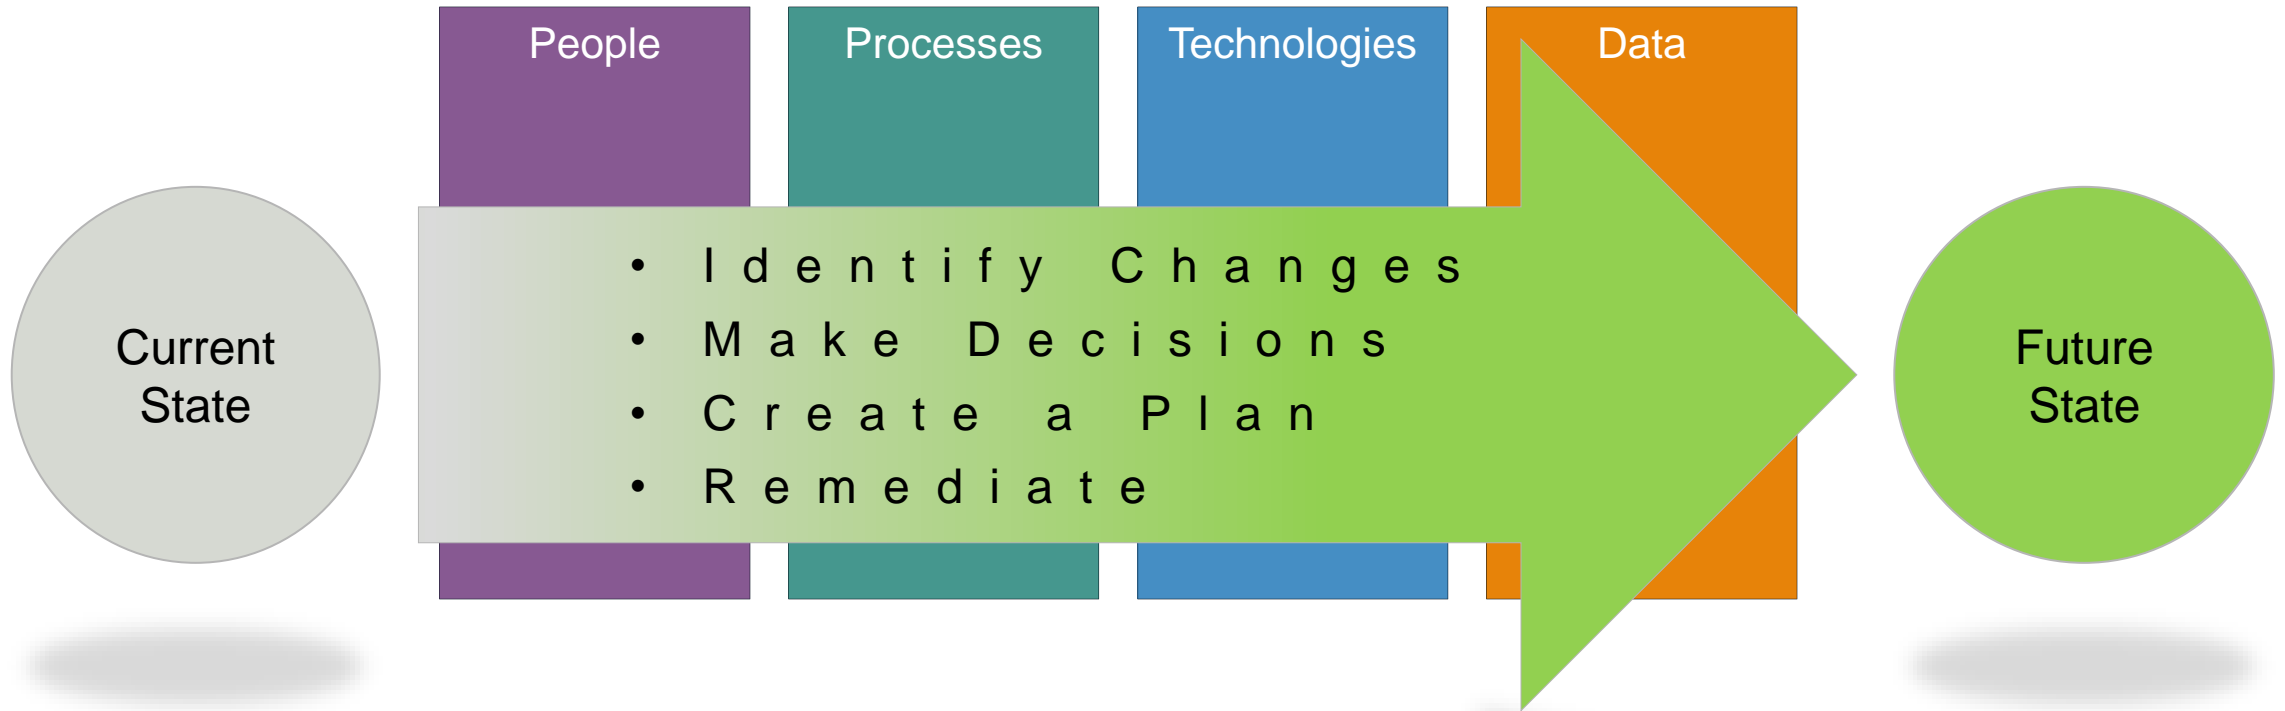 People
Processes
Technologies
Data
Current
State
• Identify Changes
• Make Decisions
• Create a Plan
• Remediate
Future
State